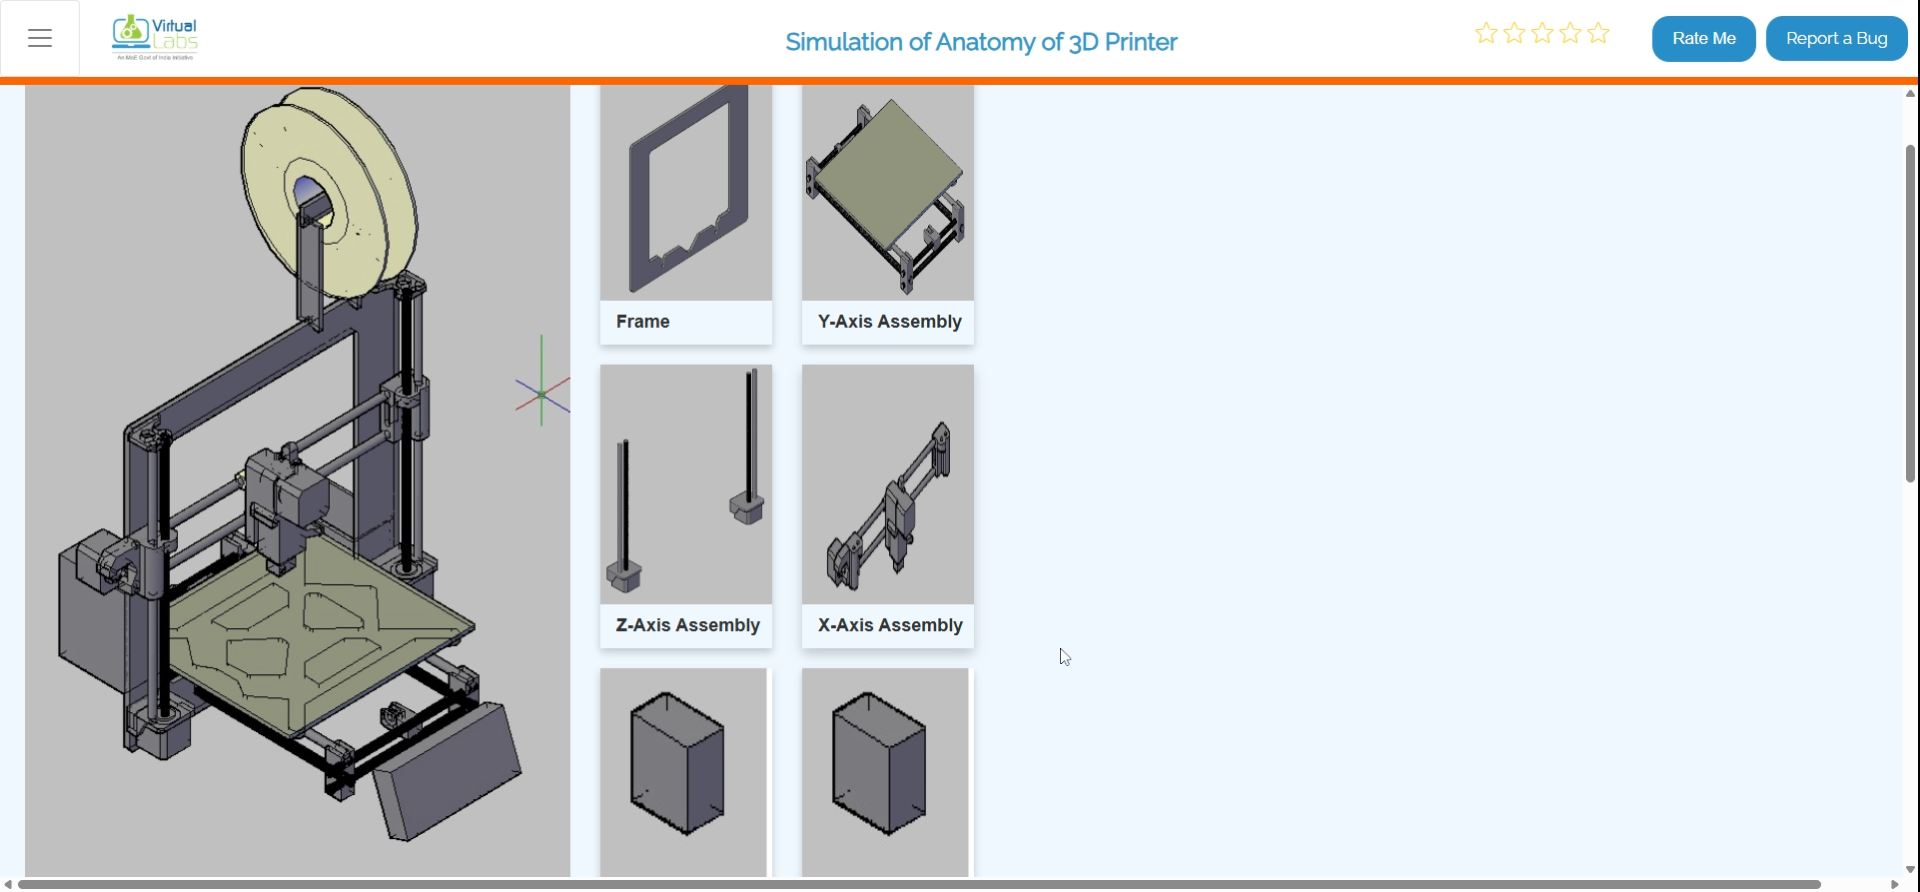 Virtual
Labs
An MoE Govt of India Initiative
Simulation of Anatomy of 3D Printer
Rate Me
Report a Bug
Frame
Y-Axis Assembly
Z-Axis Assembly
X-Axis Assembly